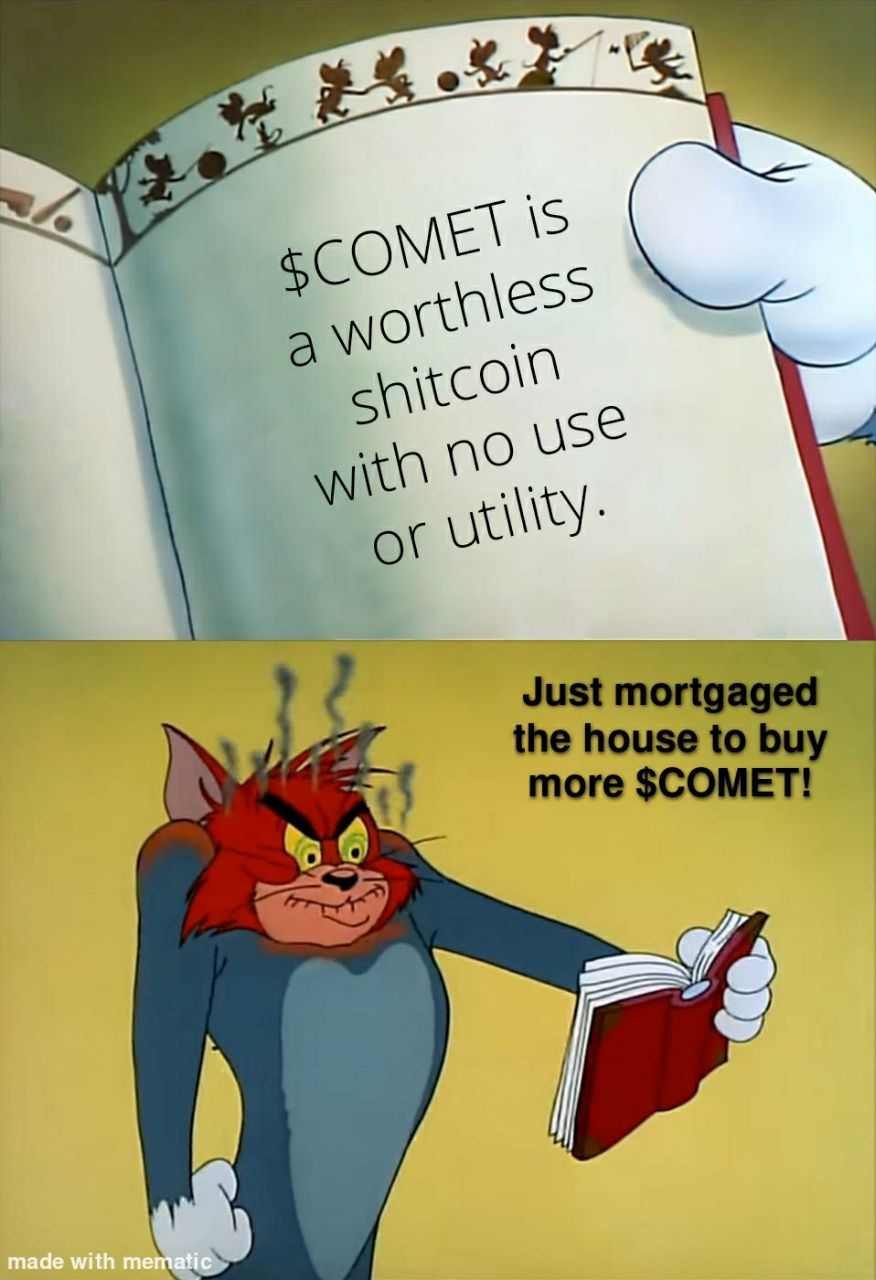 $COMET is
a worthless
shitcoin
with no use
or utility.
Just mortgaged
the house to buy
more $COMET!
made with mematic